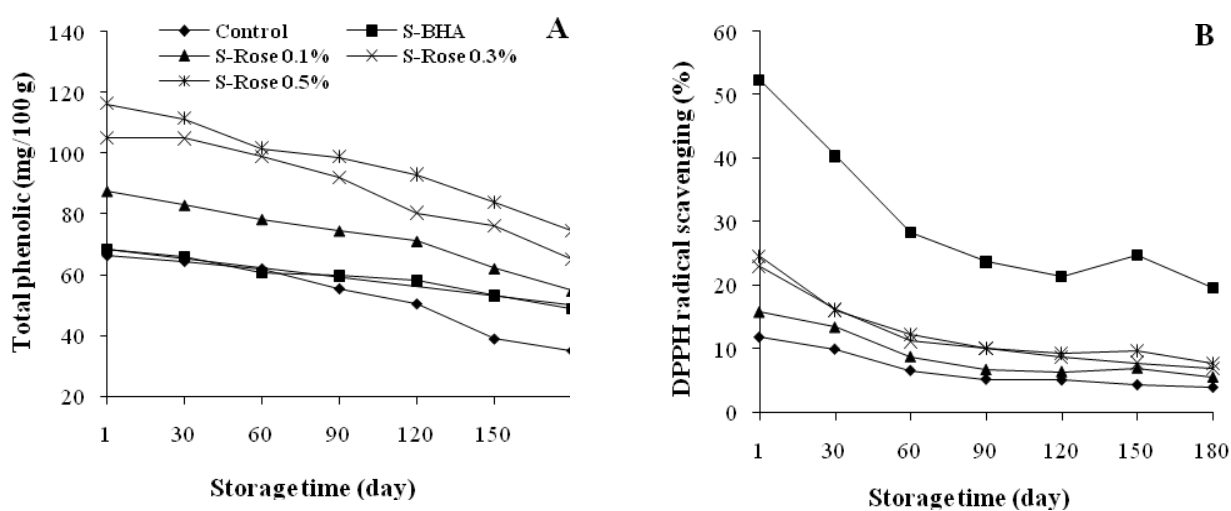 A
Control
S-BHA
S-Rose 0.1%
S-Rose 0.3%
S-Rose 0.5%
Total phenolic (mg/100 g)
140
120
100
80
60
40
20
1 30 60 90 120 150
Storage time (day)
B
DPPH radical scavenging (%)
60
50
40
30
20
10
0
1 30 60 90 120 150 180
Storage time (day)